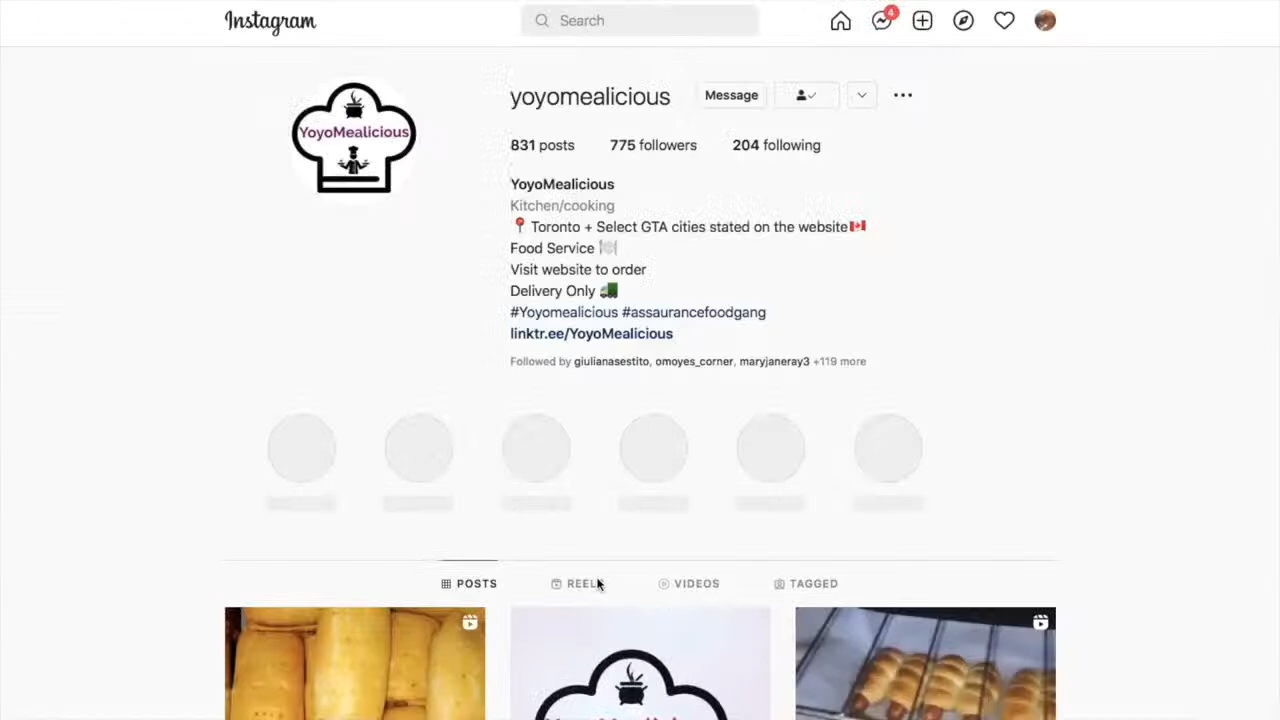 Instagram
Search
4
YoyoMealicious
yoyomealicious
Message
831 posts 775 followers 204 following
YoyoMealicious
Kitchen/cooking
Toronto + Select GTA cities stated on the website
Food Service
Visit website to order
Delivery Only
#Yoyomealicious #assaurancefoodgang
linktr.ee/YoyoMealicious
Followed by giulianasestito, omoyes_corner, maryjaneray3 +119 more
POSTS REELS VIDEOS TAGGED